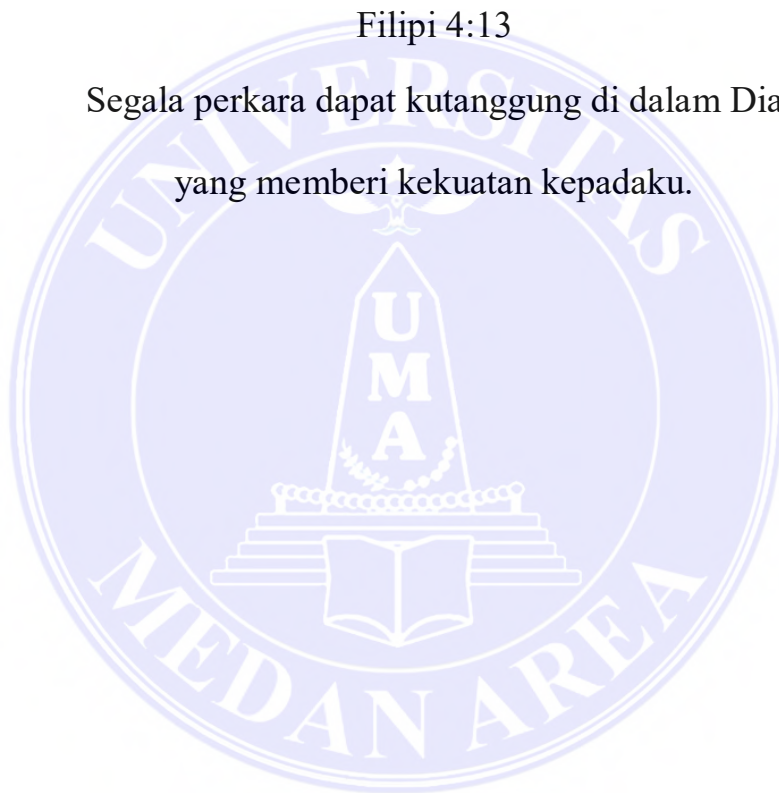 Filipi 4:13
Segala perkara dapat kutanggung di dalam Dia
yang memberi kekuatan kepadaku.
UNIVERSITAS
U
M
A
MEDAN AREA